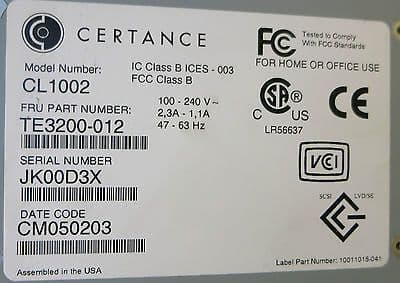 CERTANCE
Model Number:
CL1002
IC Class B ICES - 003
FCC Class B
FRU PART NUMBER:
TE3200-012
100 - 240 V ~
2,3A - 1,1A
47 - 63 Hz
SERIAL NUMBER
JK00D3X
DATE CODE
CM050203
Assembled in the USA
FC Tested to Comply
With FCC Standards
FOR HOME OR OFFICE USE
C SA US
LR56637
CE
VCCI
SCSI LVD/SE
Label Part Number: 10011015-041